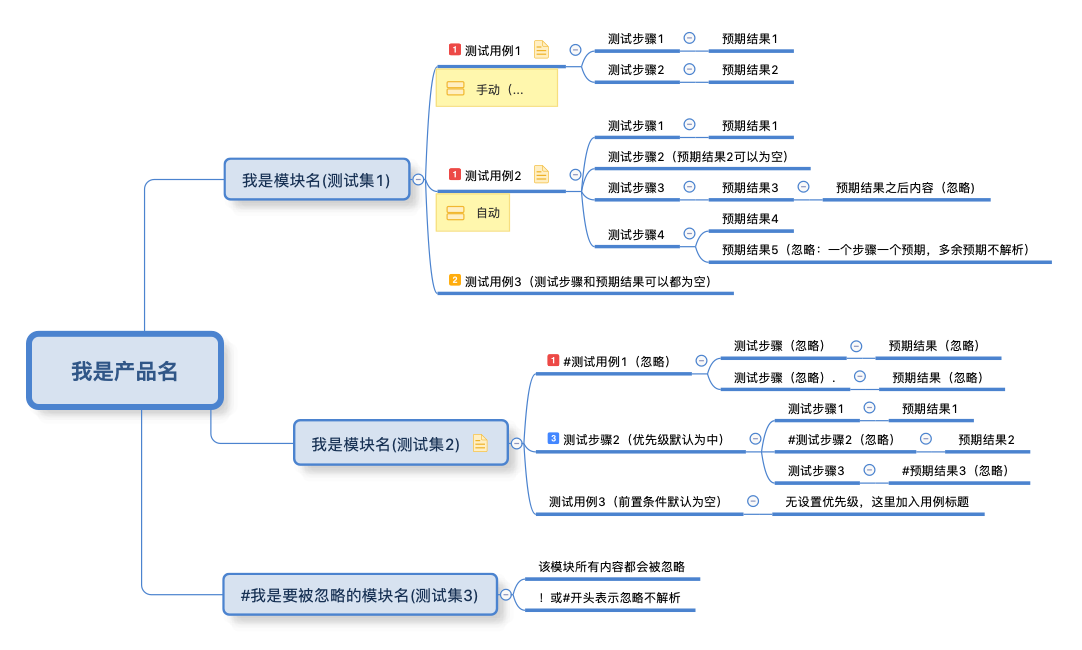 我是产品名
我是模块名(测试集1)
1 测试用例1
手动（...
测试步骤1
预期结果1
测试步骤2
预期结果2
1 测试用例2
自动
测试步骤1
预期结果1
测试步骤2（预期结果2可以为空）
测试步骤3
预期结果3
预期结果之后内容（忽略)
测试步骤4
预期结果4
预期结果5（忽略：一个步骤一个预期，多余预期不解析）
2 测试用例3（测试步骤和预期结果可以都为空）
我是模块名(测试集2)
1 #测试用例1（忽略）
测试步骤（忽略）
预期结果（忽略）
测试步骤（忽略）.
预期结果（忽略）
3 测试步骤2（优先级默认为中）
测试步骤1
预期结果1
#测试步骤2（忽略）
预期结果2
测试步骤3
#预期结果3（忽略）
测试用例3（前置条件默认为空）
无设置优先级，这里加入用例标题
#我是要被忽略的模块名(测试集3)
该模块所有内容都会被忽略
！或#开头表示忽略不解析